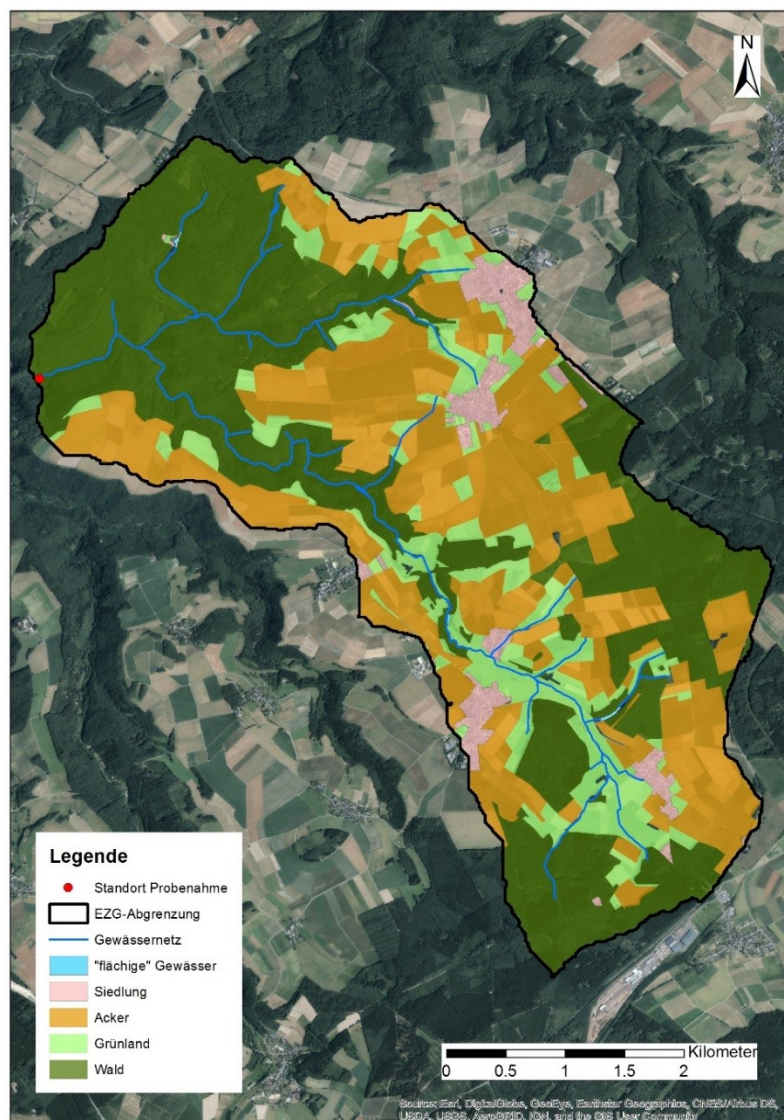 N
Legende
Standort Probenahme
EZG-Abgrenzung
Gewässernetz
"flächige" Gewässer
Siedlung
Acker
Grünland
Wald
0 0.5 1 1.5 2 Kilometer
Source: Esri, DigitalGlobe, GeoEye, Earthstar Geographics, CNES/Airbus DS,
USDA, USGS, AeroGRID, IGN, and the GIS User Community